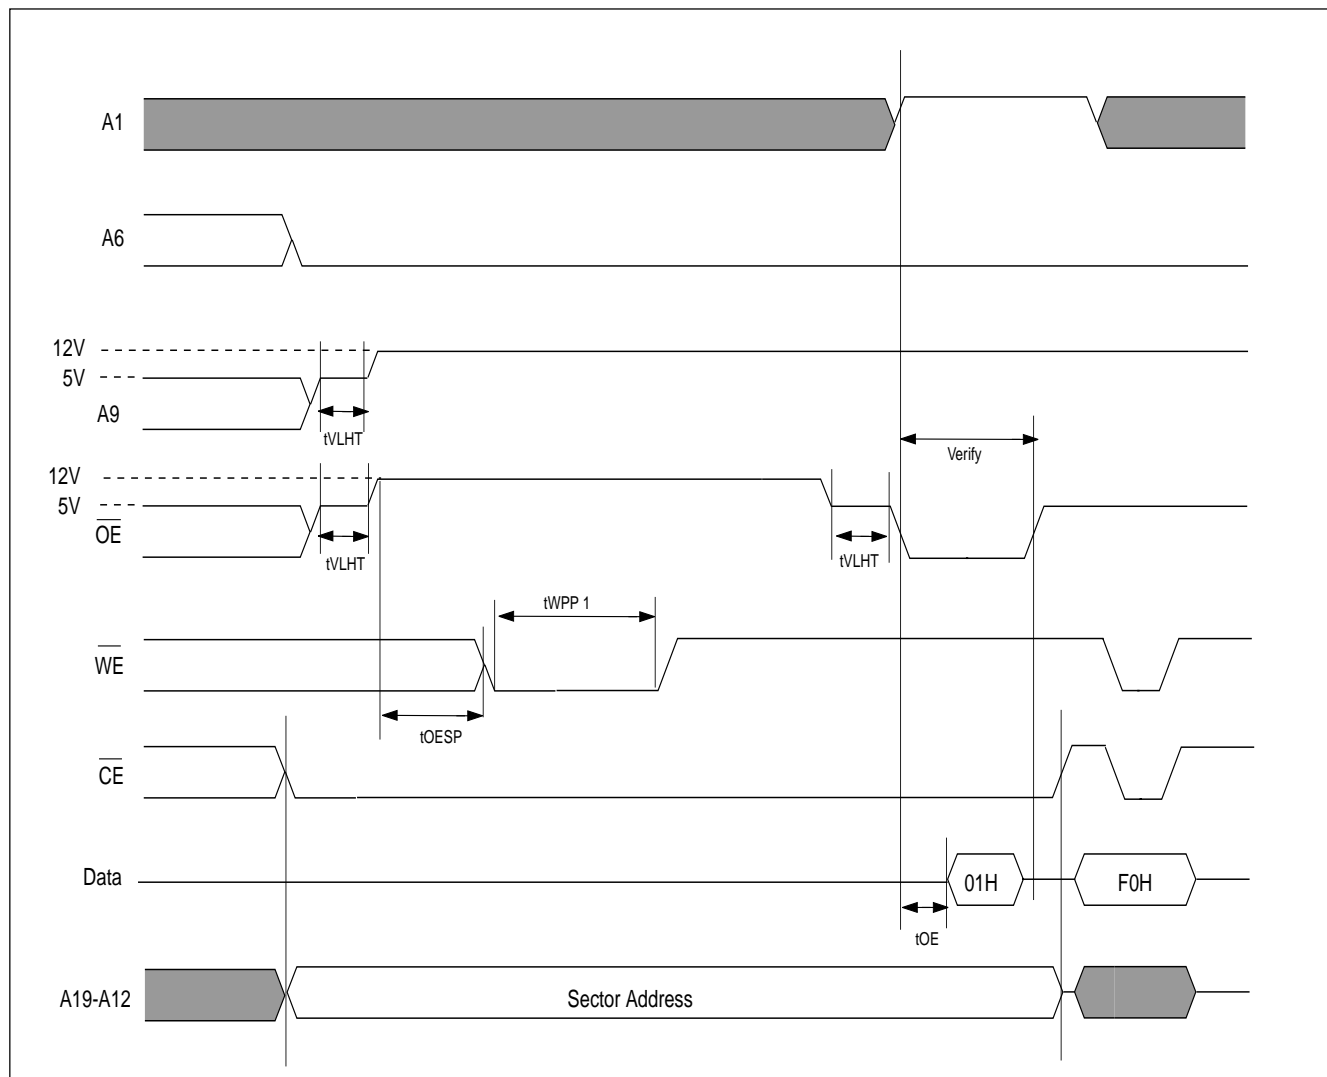 A1
A6
12V
5V
A9
tVLHT
Verify
12V
5V
OE
tVLHT
tVLHT
tWPP 1
WE
tOESP
CE
Data
01H
F0H
tOE
A19-A12
Sector Address